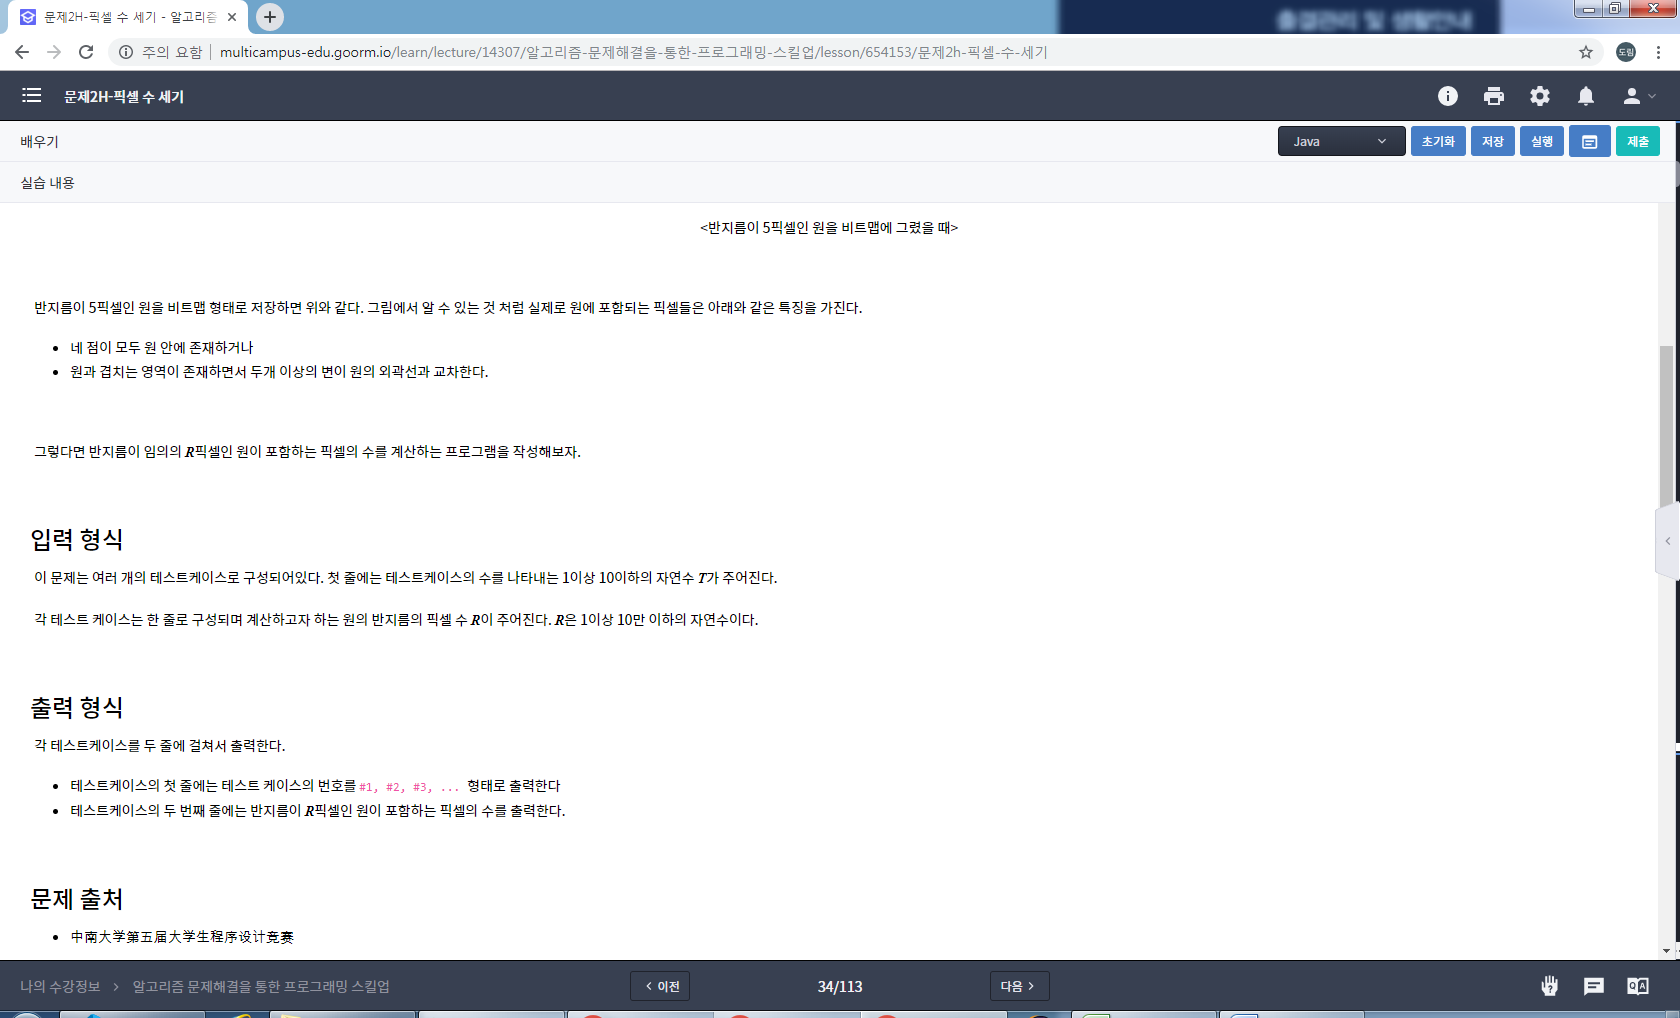 문제2H-픽셀 수 세기 - 알고리즘
주의 요함 | multicampus-edu.goorm.io/learn/lecture/14307/알고리즘-문제해결을-통한-프로그래밍-스킬업/lesson/654153/문제2h-픽셀-수-세기
도림
문제2H-픽셀 수 세기
배우기
Java 초기화 저장 실행 제출
실습 내용
<반지름이 5픽셀인 원을 비트맵에 그렸을 때>
반지름이 5픽셀인 원을 비트맵 형태로 저장하면 위와 같다. 그림에서 알 수 있는 것 처럼 실제로 원에 포함되는 픽셀들은 아래와 같은 특징을 가진다.
• 네 점이 모두 원 안에 존재하거나
• 원과 겹치는 영역이 존재하면서 두개 이상의 변이 원의 외곽선과 교차한다.
그렇다면 반지름이 임의의 R픽셀인 원이 포함하는 픽셀의 수를 계산하는 프로그램을 작성해보자.
입력 형식
이 문제는 여러 개의 테스트케이스로 구성되어있다. 첫 줄에는 테스트케이스의 수를 나타내는 1이상 10이하의 자연수 T가 주어진다.
각 테스트 케이스는 한 줄로 구성되며 계산하고자 하는 원의 반지름의 픽셀 수 R이 주어진다. R은 1이상 10만 이하의 자연수이다.
출력 형식
각 테스트케이스를 두 줄에 걸쳐서 출력한다.
• 테스트케이스의 첫 줄에는 테스트 케이스의 번호를 #1, #2, #3, ... 형태로 출력한다
• 테스트케이스의 두 번째 줄에는 반지름이 R픽셀인 원이 포함하는 픽셀의 수를 출력한다.
문제 출처
• 中南大学第五届大学生程序设计竞赛
나의 수강정보 > 알고리즘 문제해결을 통한 프로그래밍 스킬업
< 이전
34/113
다음 >
Q A